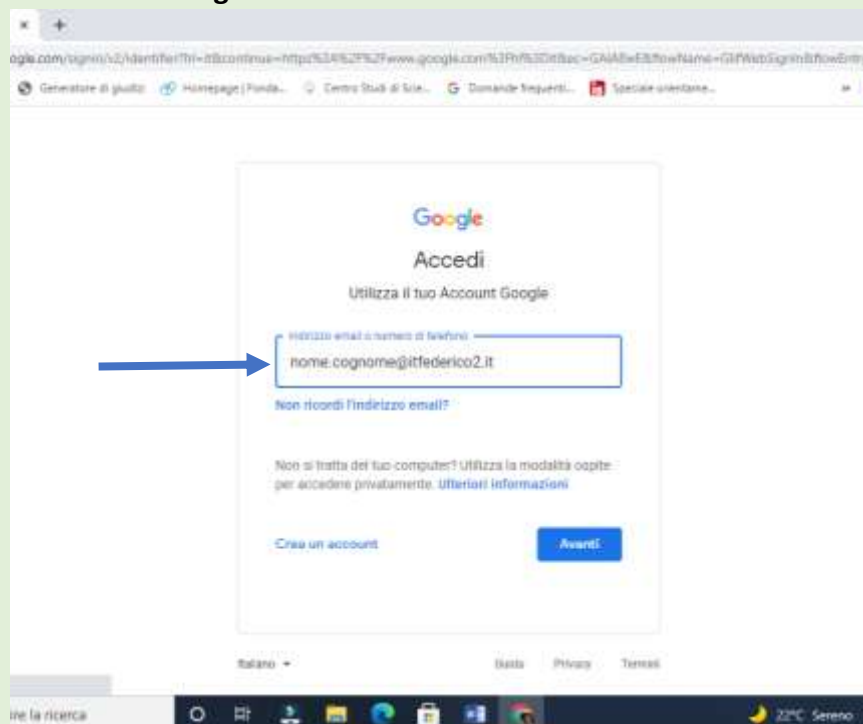 Generatore di giudizi Homepage | Fonda... Centro Studi di Scie... Domande frequenti... Speciale orientame...
Google
Accedi
Utilizza il tuo Account Google
Indirizzo email o numero di telefono
nome.cognome@itfederico2.it
Non ricordi l'indirizzo email?
Non si tratta del tuo computer? Utilizza la modalità ospite
per accedere privatamente. Ulteriori informazioni
Crea un account Avanti
Italiano Guida Privacy Termini
la ricerca 22°C Sereno